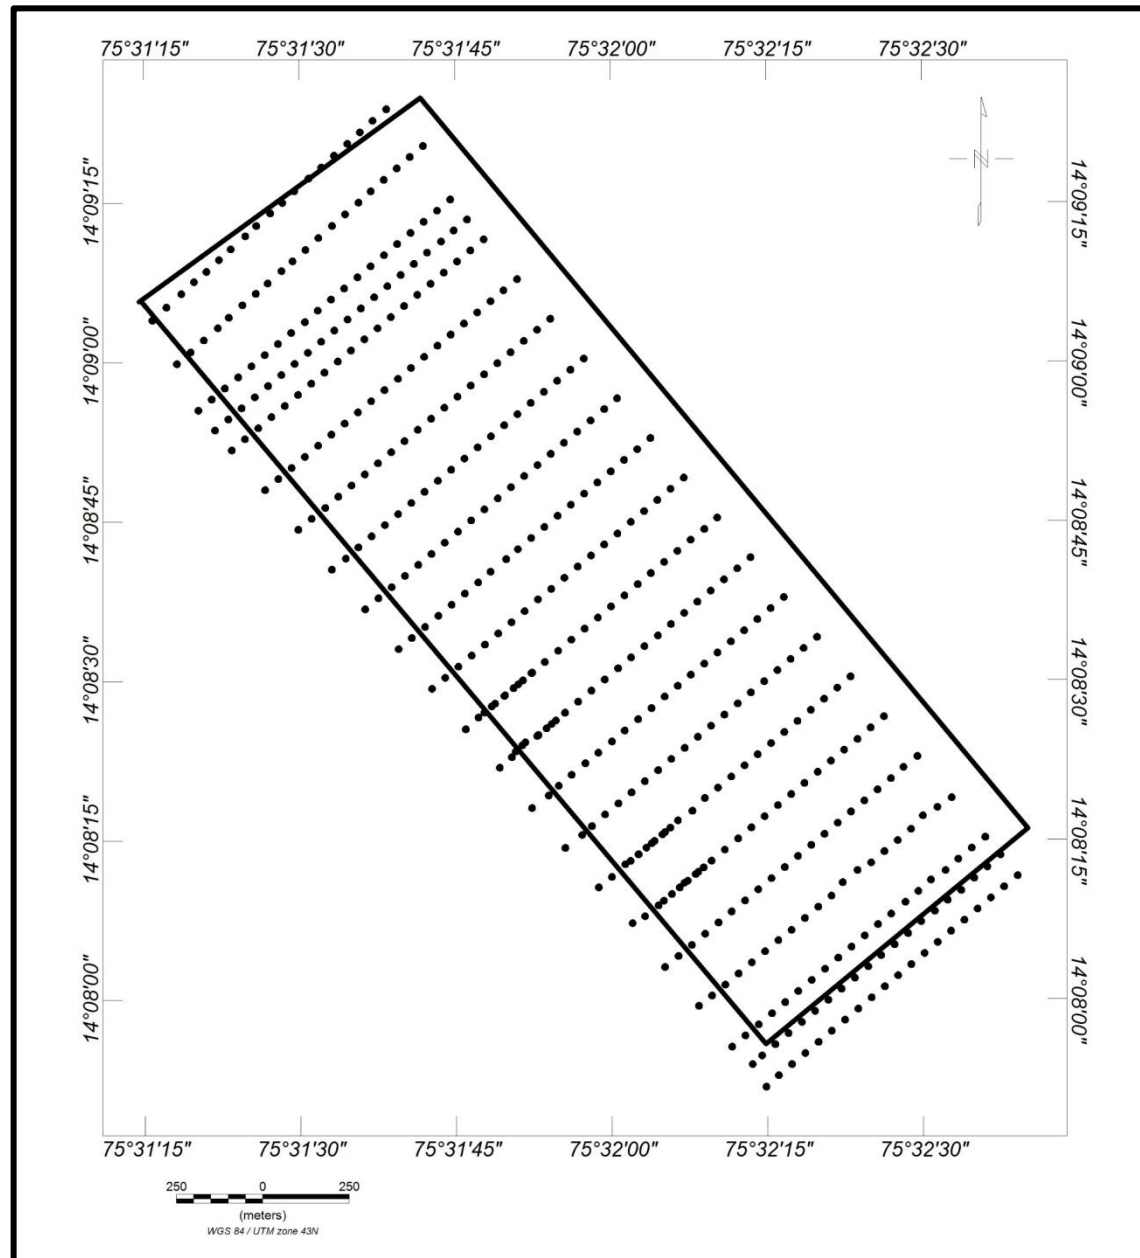 75°31'15" 75°31'30" 75°31'45" 75°32'00" 75°32'15" 75°32'30"
N
14°09'15" 14°09'15"
14°09'00" 14°09'00"
14°08'45" 14°08'45"
14°08'30" 14°08'30"
14°08'15" 14°08'15"
14°08'00" 14°08'00"
75°31'15" 75°31'30" 75°31'45" 75°32'00" 75°32'15" 75°32'30"
250 0 250
(meters)
WGS 84 / UTM zone 43N